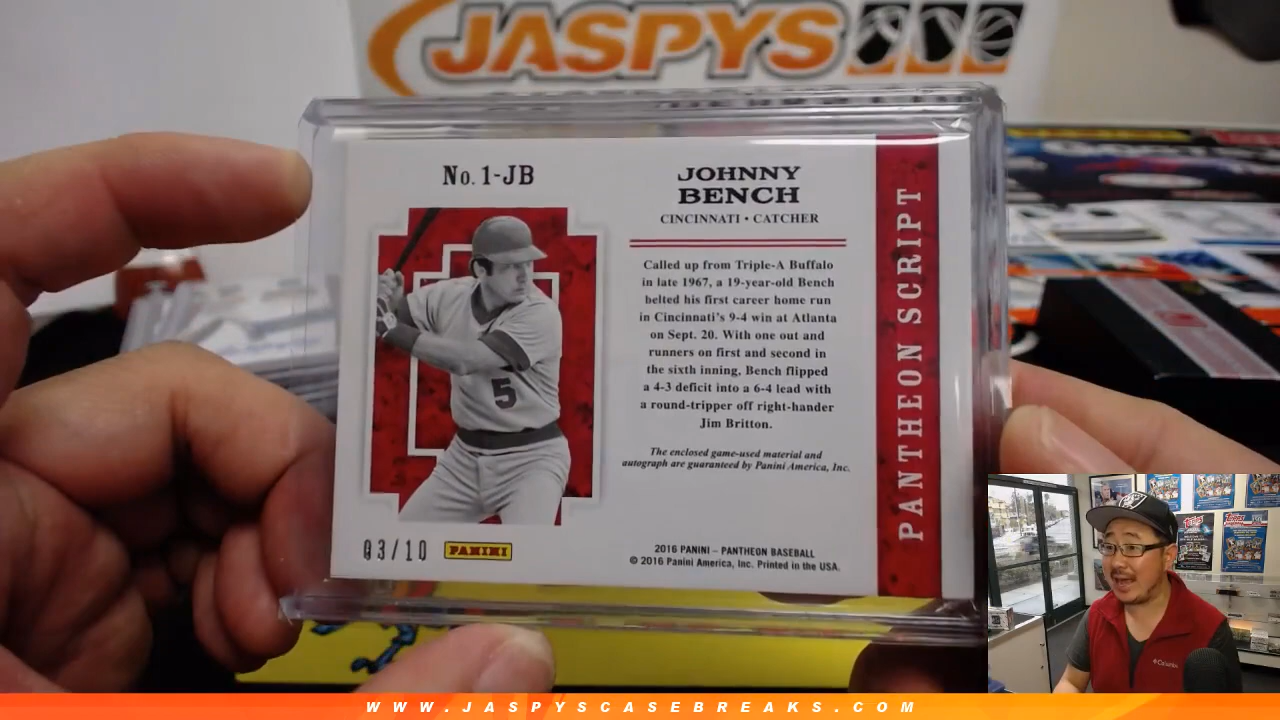 JASPYS
No. 1-JB
JOHNNY
BENCH
CINCINNATI • CATCHER
Called up from Triple-A Buffalo
in late 1967, a 19-year-old Bench
belted his first career home run
in Cincinnati's 9-4 win at Atlanta
on Sept. 20. With one out and
runners on first and second in
the sixth inning, Bench flipped
a 4-3 deficit into a 6-4 lead with
a round-tripper off right-hander
Jim Britton.
The enclosed game-used material and
autograph are guaranteed by Panini America, Inc.
PANTHEON SCRIPT
5
03/10
PANINI
2016 PANINI – PANTHEON BASEBALL
© 2016 Panini America, Inc. Printed in the USA.
Topps
Topps
Columbia
WWW.JASPYSCASEBREAKS.COM